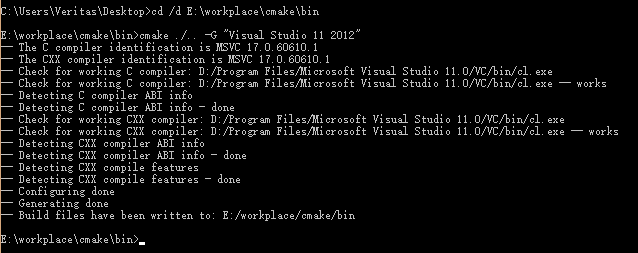 C:\Users\Veritas\Desktop>cd /d E:\workplace\cmake\bin
E:\workplace\cmake\bin>cmake ./.. -G "Visual Studio 11 2012"
-- The C compiler identification is MSVC 17.0.60610.1
-- The CXX compiler identification is MSVC 17.0.60610.1
-- Check for working C compiler: D:/Program Files/Microsoft Visual Studio 11.0/VC/bin/cl.exe
-- Check for working C compiler: D:/Program Files/Microsoft Visual Studio 11.0/VC/bin/cl.exe -- works
-- Detecting C compiler ABI info
-- Detecting C compiler ABI info - done
-- Check for working CXX compiler: D:/Program Files/Microsoft Visual Studio 11.0/VC/bin/cl.exe
-- Check for working CXX compiler: D:/Program Files/Microsoft Visual Studio 11.0/VC/bin/cl.exe -- works
-- Detecting CXX compiler ABI info
-- Detecting CXX compiler ABI info - done
-- Detecting CXX compile features
-- Detecting CXX compile features - done
-- Configuring done
-- Generating done
-- Build files have been written to: E:/workplace/cmake/bin
E:\workplace\cmake\bin>